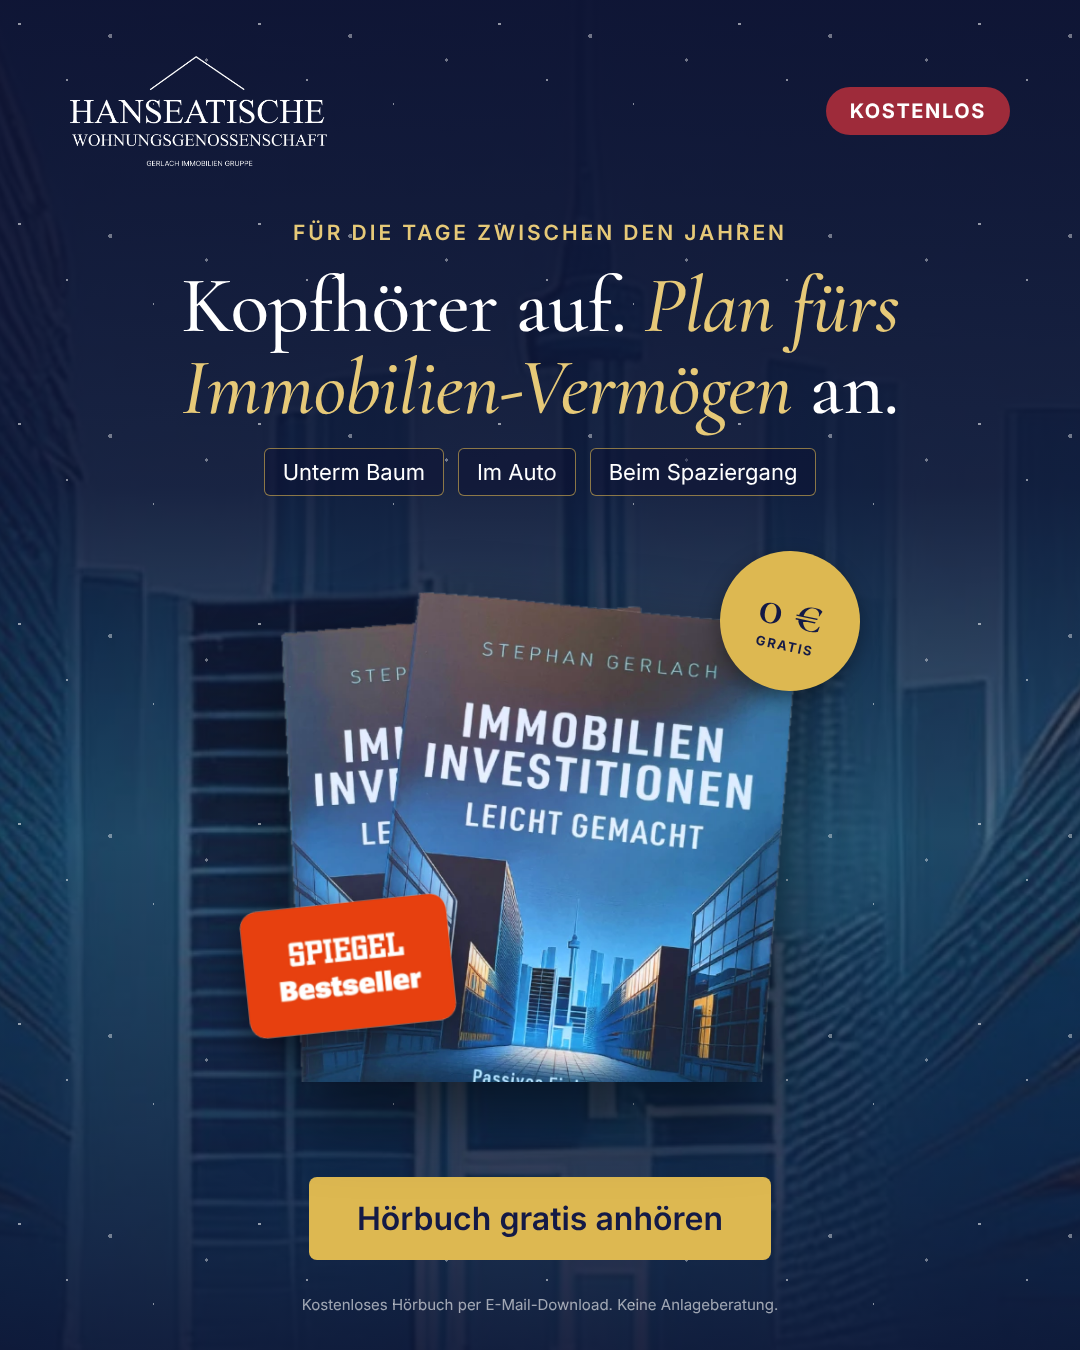 HANSEATISCHE
WOHNUNGSGENOSSENSCHAFT
GERLACH IMMOBILIEN GRUPPE
KOSTENLOS
FÜR DIE TAGE ZWISCHEN DEN JAHREN
Kopfhörer auf. Plan fürs
Immobilien-Vermögen an.
Unterm Baum
Im Auto
Beim Spaziergang
0 €
GRATIS
STEPHAN GERLACH
IMMOBILIEN
INVESTITIONEN
LEICHT GEMACHT
SPIEGEL
Bestseller
Hörbuch gratis anhören
Kostenloses Hörbuch per E-Mail-Download. Keine Anlageberatung.